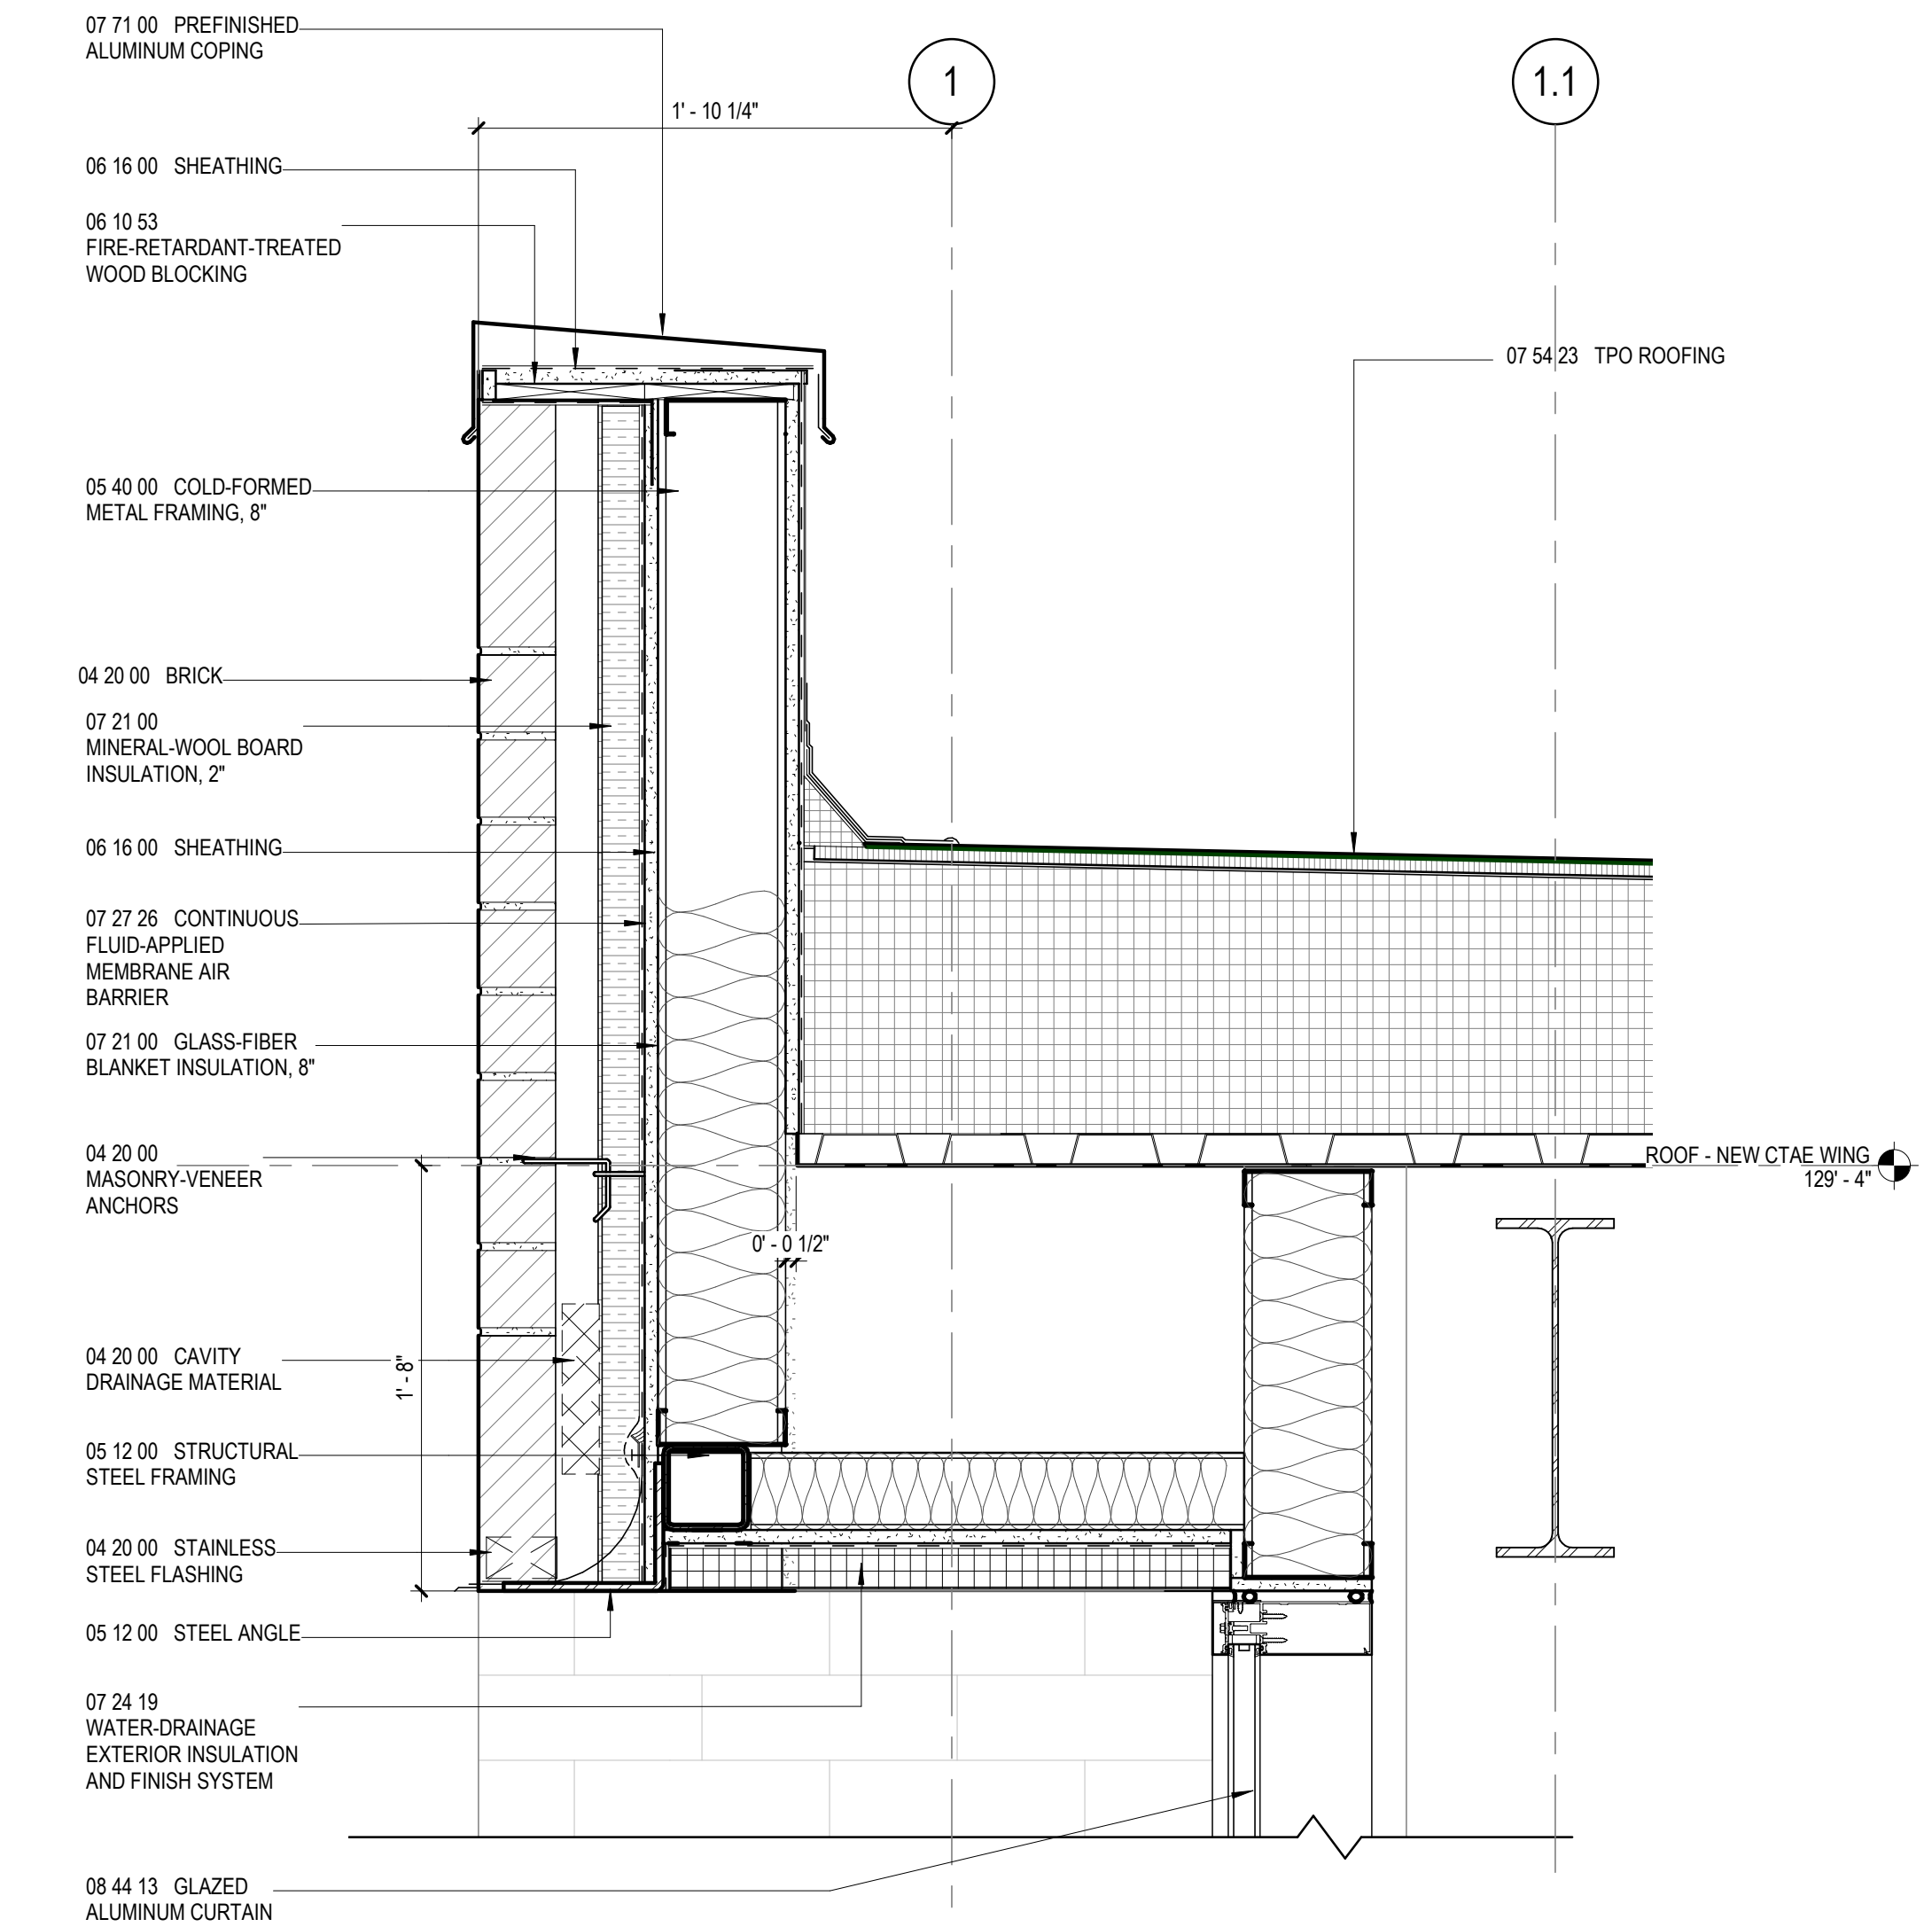 07 71 00 PREFINISHED
ALUMINUM COPING
1
1.1
1' - 10 1/4"
06 16 00 SHEATHING
06 10 53
FIRE-RETARDANT-TREATED
WOOD BLOCKING
07 54 23 TPO ROOFING
05 40 00 COLD-FORMED
METAL FRAMING, 8"
04 20 00 BRICK
07 21 00
MINERAL-WOOL BOARD
INSULATION, 2"
06 16 00 SHEATHING
07 27 26 CONTINUOUS
FLUID-APPLIED
MEMBRANE AIR
BARRIER
07 21 00 GLASS-FIBER
BLANKET INSULATION, 8"
04 20 00
MASONRY-VENEER
ANCHORS
ROOF - NEW CTAE WING
129' - 4"
0' - 0 1/2"
1' - 8"
04 20 00 CAVITY
DRAINAGE MATERIAL
05 12 00 STRUCTURAL
STEEL FRAMING
04 20 00 STAINLESS
STEEL FLASHING
05 12 00 STEEL ANGLE
07 24 19
WATER-DRAINAGE
EXTERIOR INSULATION
AND FINISH SYSTEM
08 44 13 GLAZED
ALUMINUM CURTAIN